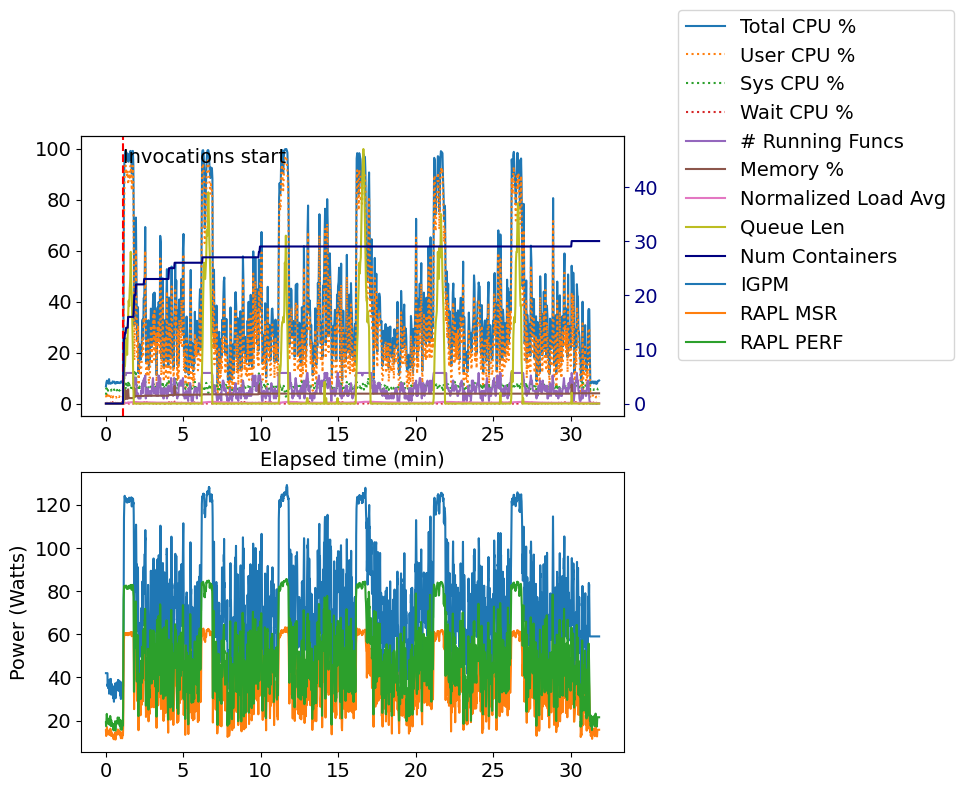 Total CPU %
User CPU %
Sys CPU %
Wait CPU %
# Running Funcs
Memory %
Normalized Load Avg
Queue Len
Num Containers
IGPM
RAPL MSR
RAPL PERF
Invocations start
100
80
60
40
20
0
40
30
20
10
0
0 5 10 15 20 25 30
Elapsed time (min)
Power (Watts)
120
100
80
60
40
20
0 5 10 15 20 25 30